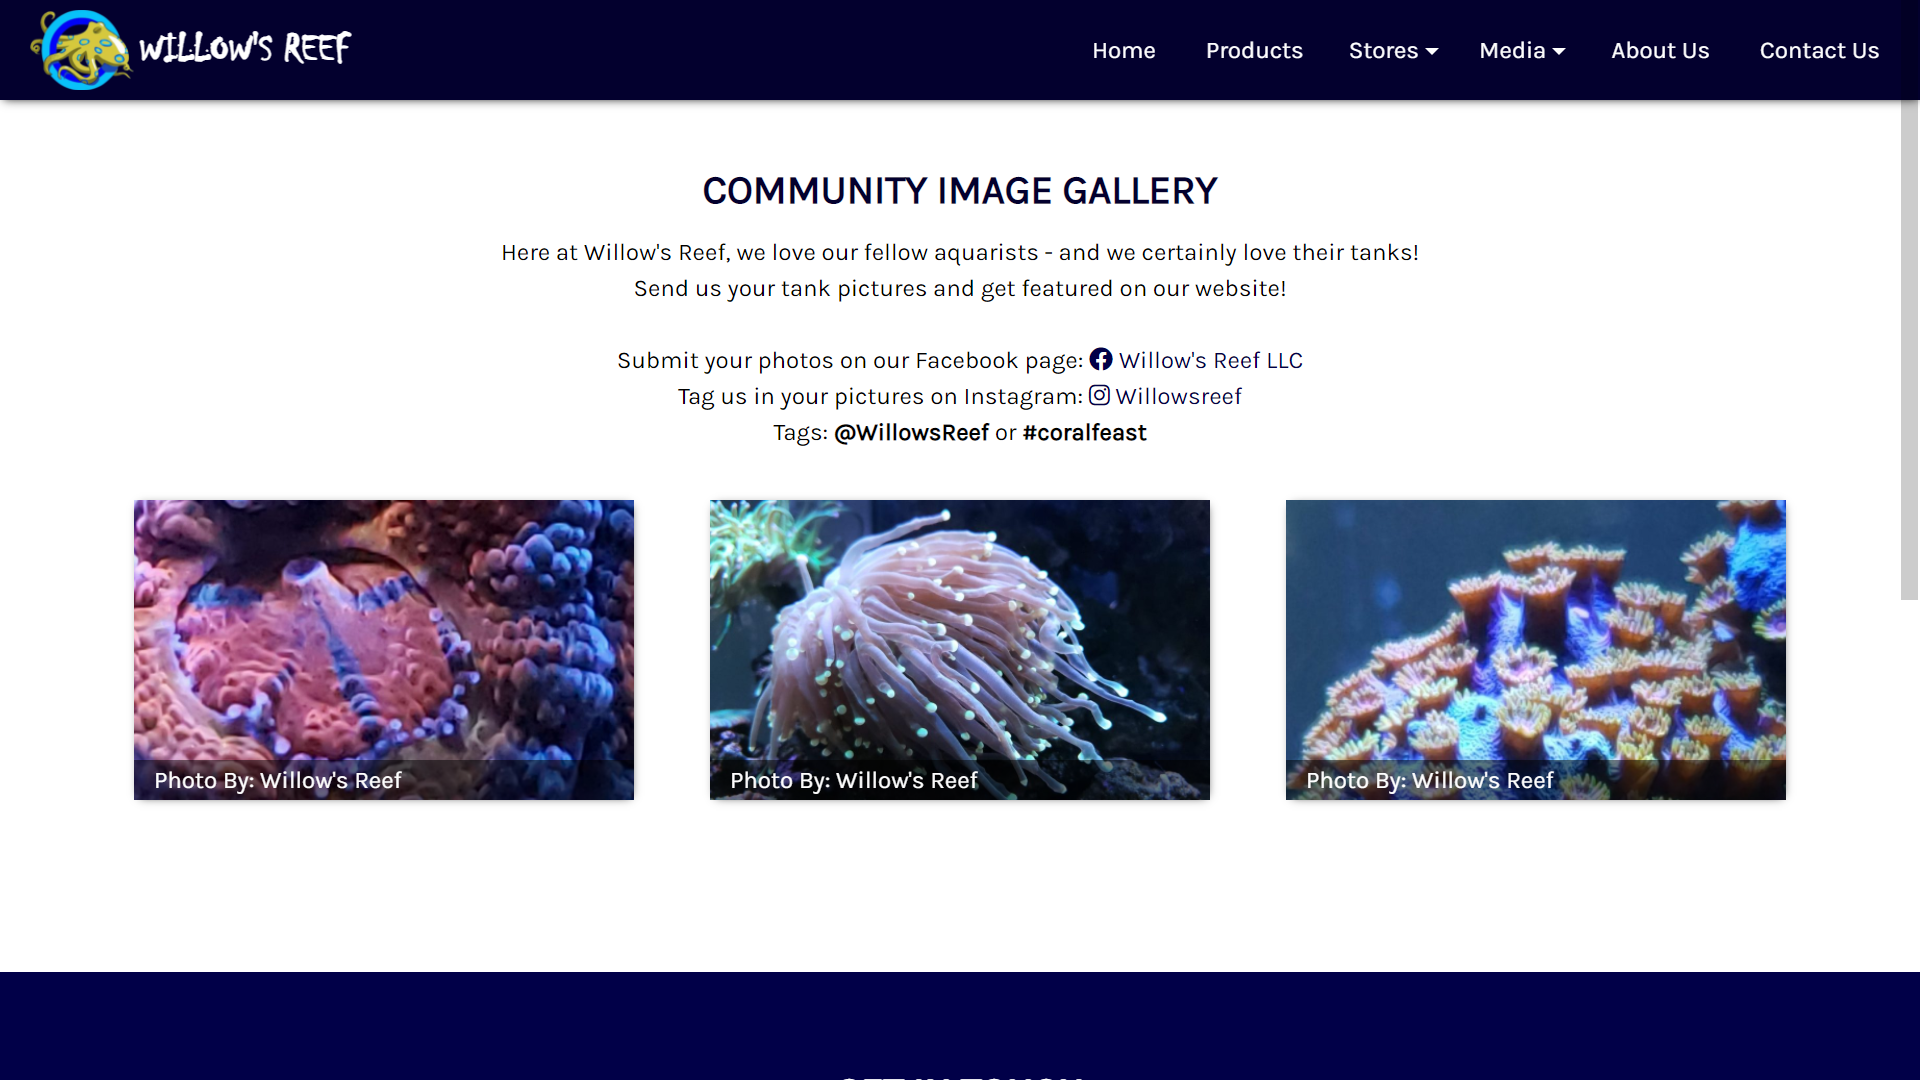 WILLOW'S REEF
Home Products Stores Media About Us Contact Us
COMMUNITY IMAGE GALLERY
Here at Willow's Reef, we love our fellow aquarists - and we certainly love their tanks!
Send us your tank pictures and get featured on our website!
Submit your photos on our Facebook page: Willow's Reef LLC
Tag us in your pictures on Instagram: Willowsreef
Tags: @WillowsReef or #coralfeast
Photo By: Willow's Reef
Photo By: Willow's Reef
Photo By: Willow's Reef